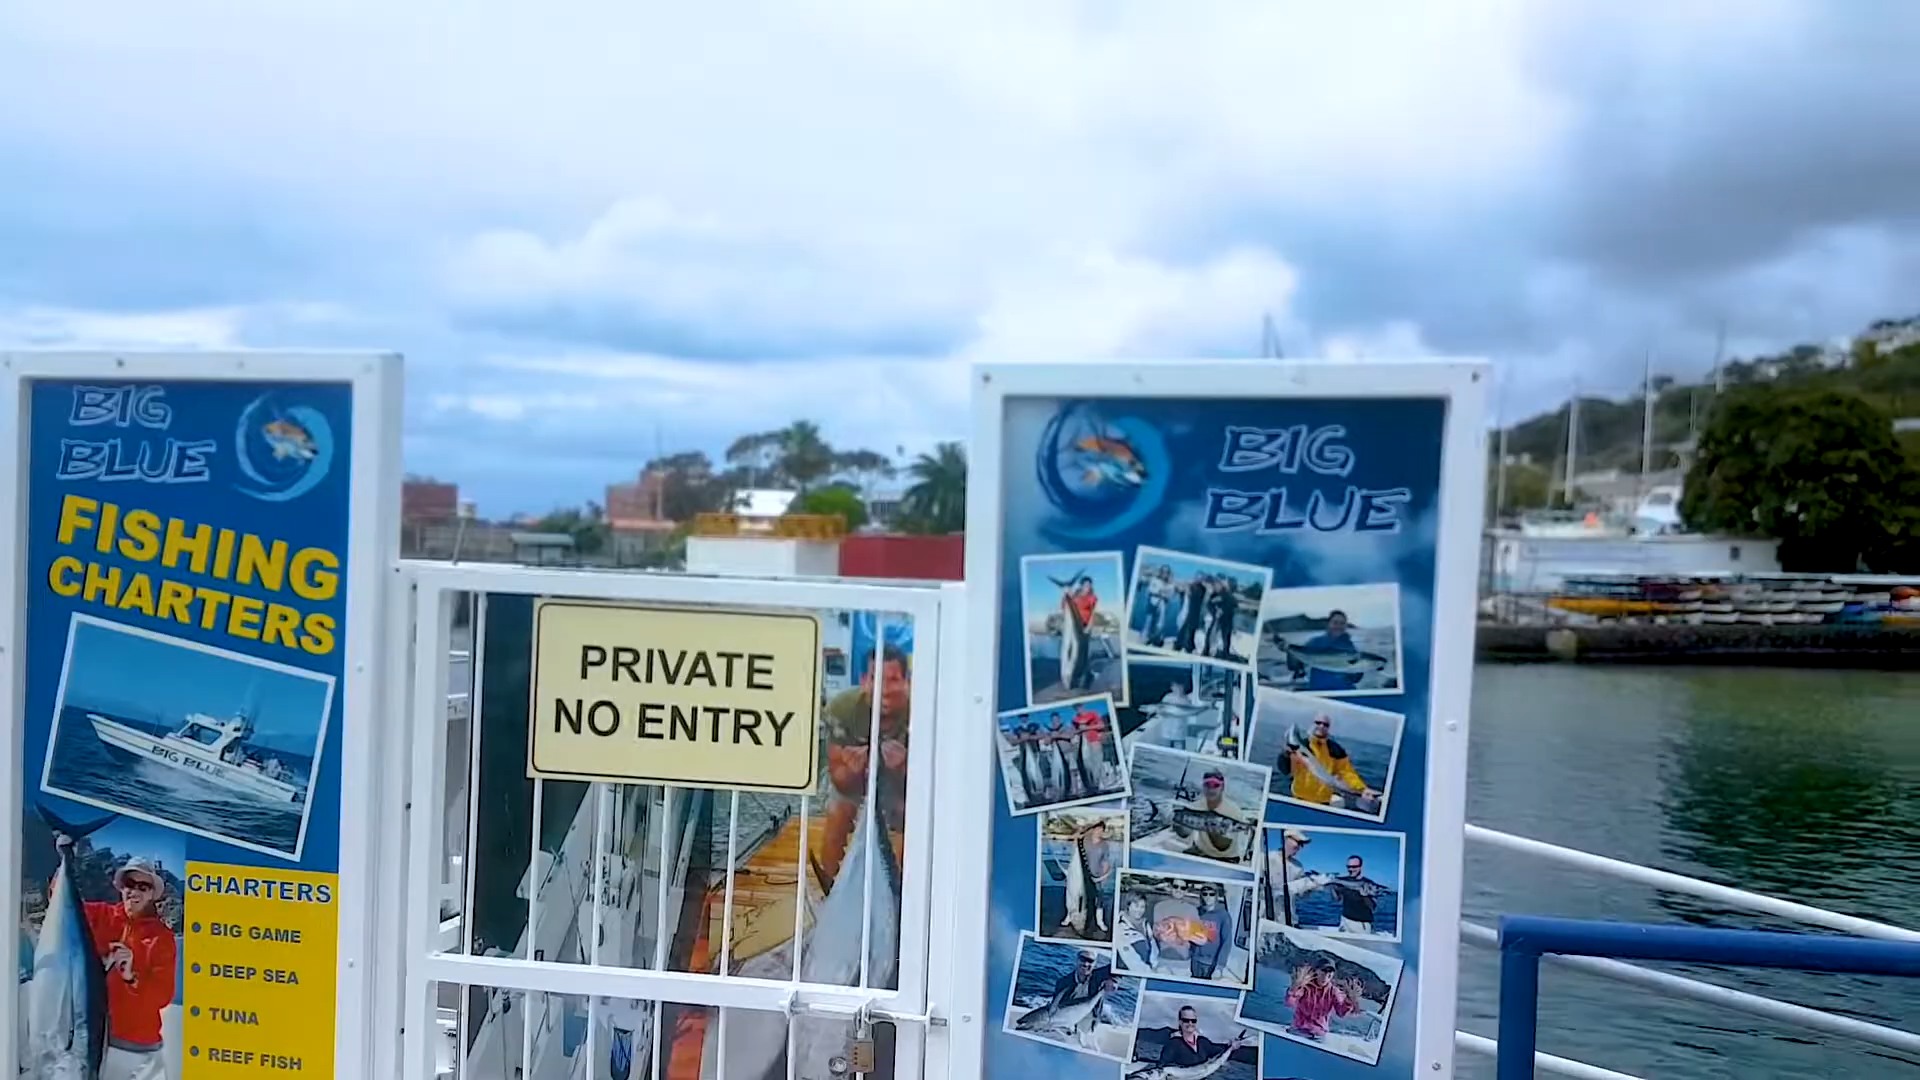 BIG
BLUE
FISHING
CHARTERS
BIG BLUE
CHARTERS
BIG GAME
DEEP SEA
TUNA
REEF FISH
PRIVATE
NO ENTRY
BIG
BLUE